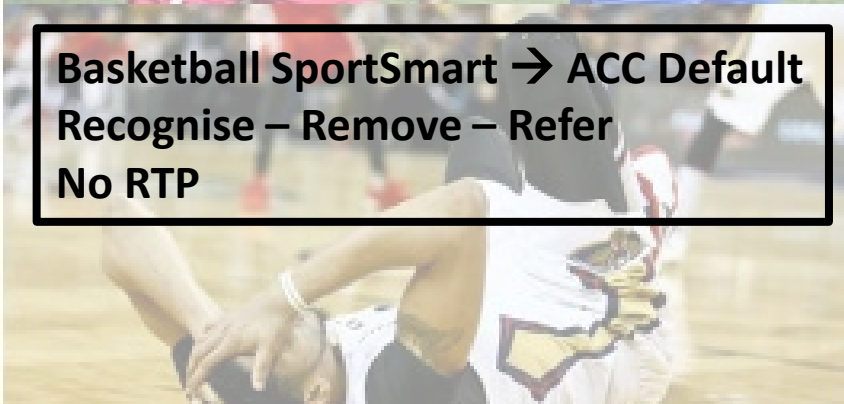 Basketball SportSmart → ACC Default
Recognise – Remove – Refer
No RTP